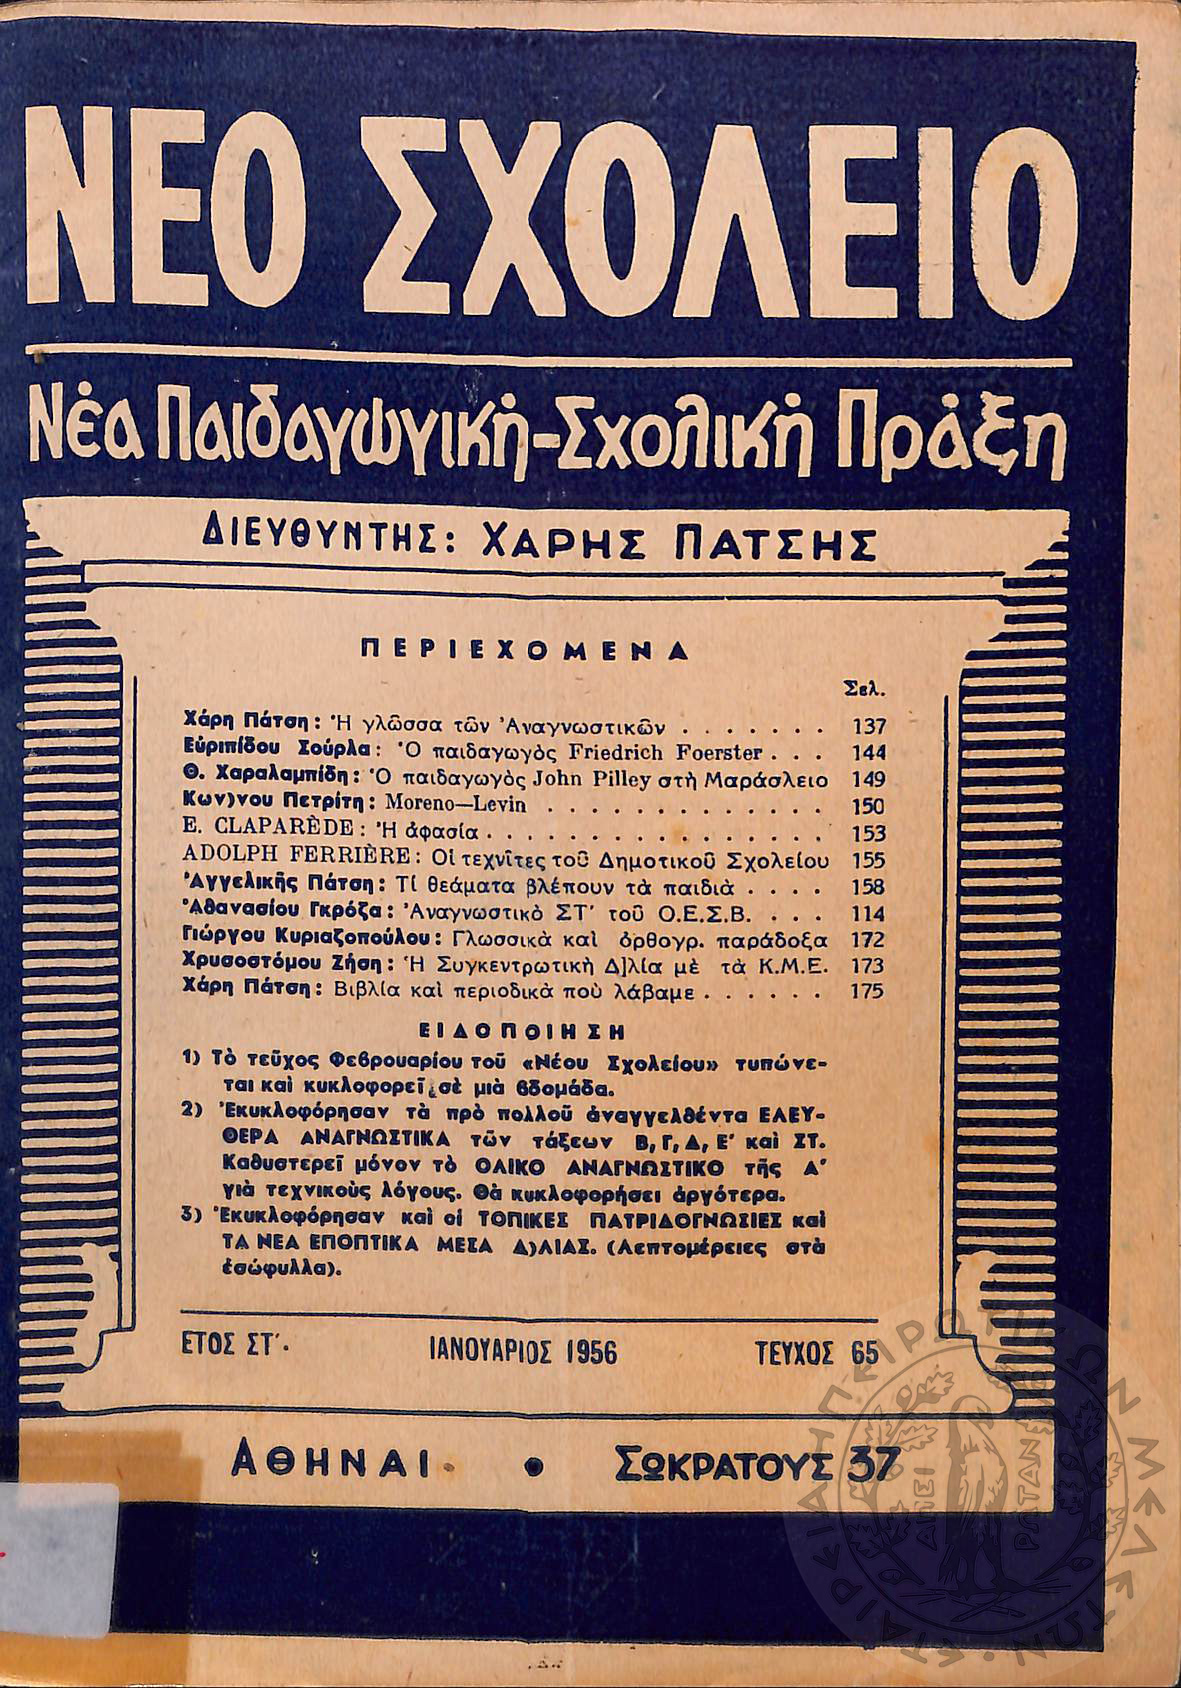 ΝΕΟ ΣΧΟΛΕΙΟ
Νέα Παιδαγωγική-Σχολική Πράξη
ΔΙΕΥΘΥΝΤΗΣ: ΧΑΡΗΣ ΠΑΤΣΗΣ
ΠΕΡΙΕΧΟΜΕΝΑ
Σελ.
Χάρη Πάτση: Ἡ γλῶσσα τῶν Ἀναγνωστικῶν . . . . . . . 137
Εὐριπίδου Σούρλα: Ὁ παιδαγωγὸς Friedrich Foerster . . . 144
Θ. Χαραλαμπίδη: Ὁ παιδαγωγὸς John Pilley στὴ Μαράσλειο 149
Κων)νου Πετρίτη: Moreno—Levin . . . . . . . . . . . . . 150
E. CLAPARÈDE: Ἡ ἀφασία . . . . . . . . . . . . . . . . 153
ADOLPH FERRIÈRE: Οἱ τεχνῖτες τοῦ Δημοτικοῦ Σχολείου 155
Ἀγγελικῆς Πάτση: Τί θεάματα βλέπουν τὰ παιδιὰ . . . . 158
Ἀθανασίου Γκρόζα: Ἀναγνωστικὸ ΣΤ' τοῦ Ο.Ε.Σ.Β. . . . 114
Γιώργου Κυριαζοπούλου: Γλωσσικὰ καὶ ὀρθογρ. παράδοξα 172
Χρυσοστόμου Ζήση: Ἡ Συγκεντρωτικὴ Δ]λία μὲ τὰ Κ.Μ.Ε. 173
Χάρη Πάτση: Βιβλία καὶ περιοδικὰ ποὺ λάβαμε . . . . . . 175
ΕΙΔΟΠΟΙΗΣΗ
1) Τὸ τεῦχος Φεβρουαρίου τοῦ «Νέου Σχολείου» τυπώνε-
ται καὶ κυκλοφορεῖ σὲ μιὰ βδομάδα.
2) Ἐκυκλοφόρησαν τὰ πρὸ πολλοῦ ἀναγγελθέντα ΕΛΕΥ-
ΘΕΡΑ ΑΝΑΓΝΩΣΤΙΚΑ τῶν τάξεων Β, Γ, Δ, Ε' καὶ ΣΤ.
Καθυστερεῖ μόνον τὸ ΟΛΙΚΟ ΑΝΑΓΝΩΣΤΙΚΟ τῆς Α'
γιὰ τεχνικοὺς λόγους. Θὰ κυκλοφορήσει ἀργότερα.
3) Ἐκυκλοφόρησαν καὶ οἱ ΤΟΠΙΚΕΣ ΠΑΤΡΙΔΟΓΝΩΣΙΕΣ καὶ
ΤΑ ΝΕΑ ΕΠΟΠΤΙΚΑ ΜΕΣΑ Δ)ΛΙΑΣ. (Λεπτομέρειες στὰ
ἐσώφυλλα).
ΕΤΟΣ ΣΤ'. ΙΑΝΟΥΑΡΙΟΣ 1956 ΤΕΥΧΟΣ 65
ΑΘΗΝΑΙ • ΣΩΚΡΑΤΟΥΣ 37
ΕΤΑΙΡΕΙΑ ΗΠΕΙΡΩΤΙΚΩΝ ΜΕΛΕΤΩΝ
ΑΠΕΙ ΡΩΤΑΝ